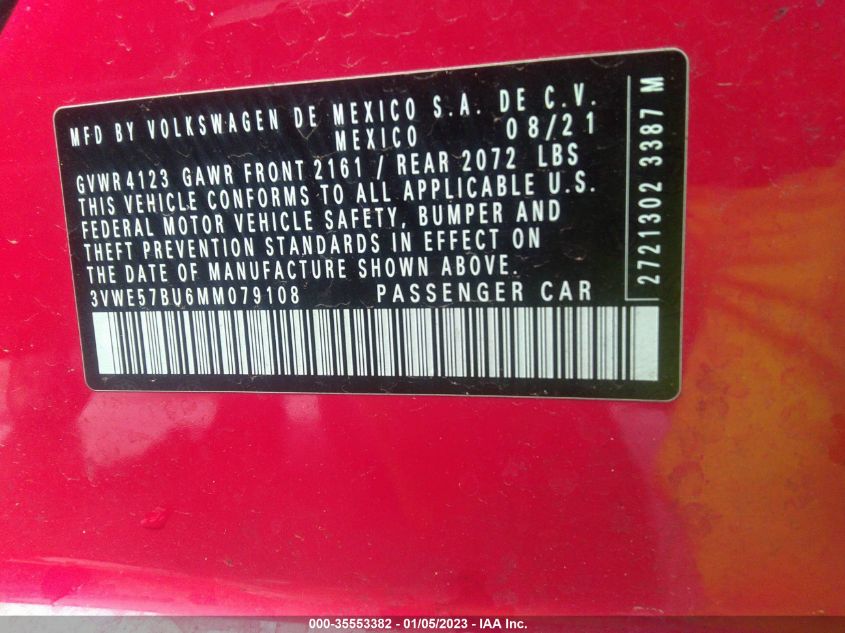 MFD BY VOLKSWAGEN DE MEXICO S.A. DE C.V.
MEXICO 08/21
GVWR 4123 GAWR FRONT 2161 / REAR 2072 LBS
THIS VEHICLE CONFORMS TO ALL APPLICABLE U.S.
FEDERAL MOTOR VEHICLE SAFETY, BUMPER AND
THEFT PREVENTION STANDARDS IN EFFECT ON
THE DATE OF MANUFACTURE SHOWN ABOVE.
3VWE57BU6MM079108 PASSENGER CAR
2721302 3387 M
000-35553382 - 01/05/2023 - IAA Inc.